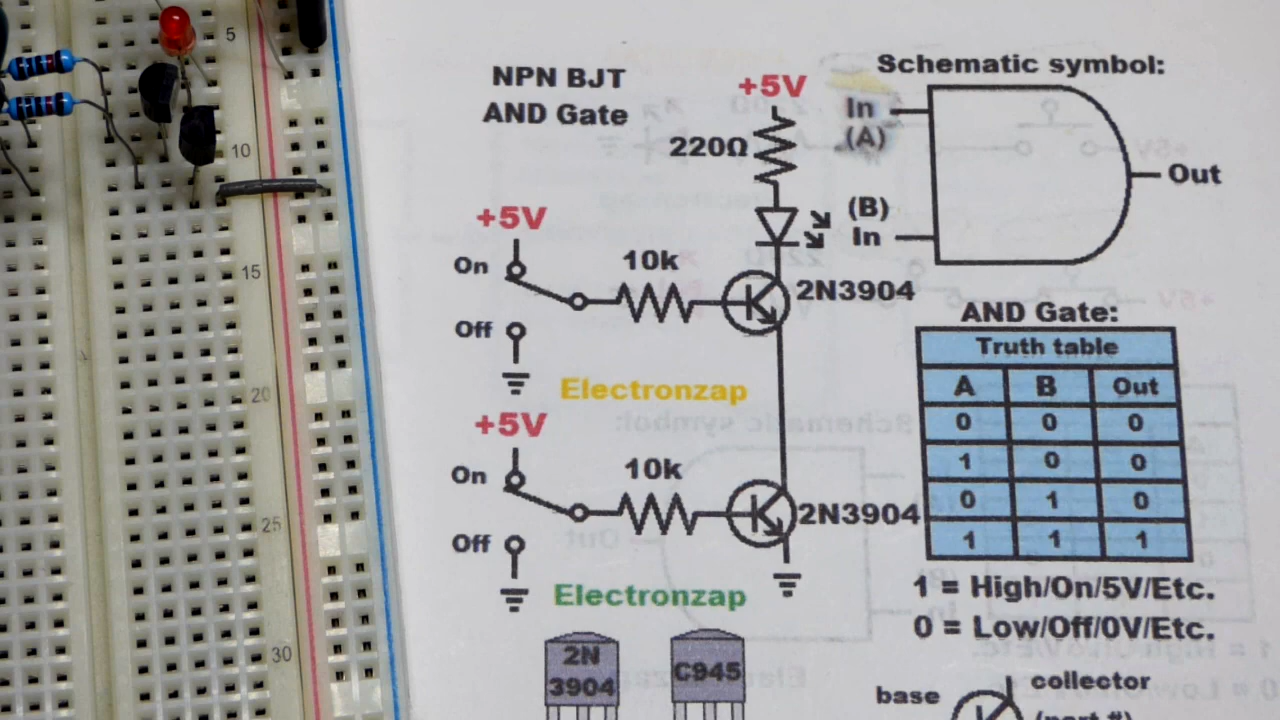 5
10
15
20
25
30
NPN BJT
AND Gate
+5V
220Ω
Schematic symbol:
In
(A)
(B)
In
Out
+5V
On
10k
2N3904
Off
Electronzap
+5V
On
10k
2N3904
Off
Electronzap
AND Gate:
Truth table
A B Out
0 0 0
1 0 0
0 1 0
1 1 1
1 = High/On/5V/Etc.
0 = Low/Off/0V/Etc.
2N
3904
C945
base
collector
(part #)